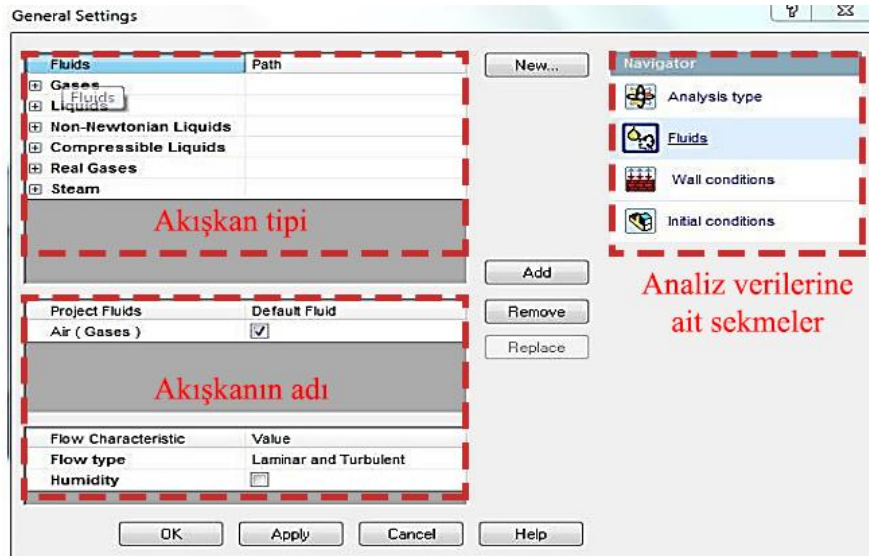 General Settings
Fluids Path
Gases
Fluids
Liquids
Non-Newtonian Liquids
Compressible Liquids
Real Gases
Steam
Akışkan tipi
Project Fluids Default Fluid
Air ( Gases )
Akışkanın adı
Flow Characteristic Value
Flow type Laminar and Turbulent
Humidity
New...
Add
Remove
Replace
Navigator
Analysis type
Fluids
Wall conditions
Initial conditions
Analiz verilerine
ait sekmeler
OK Apply Cancel Help